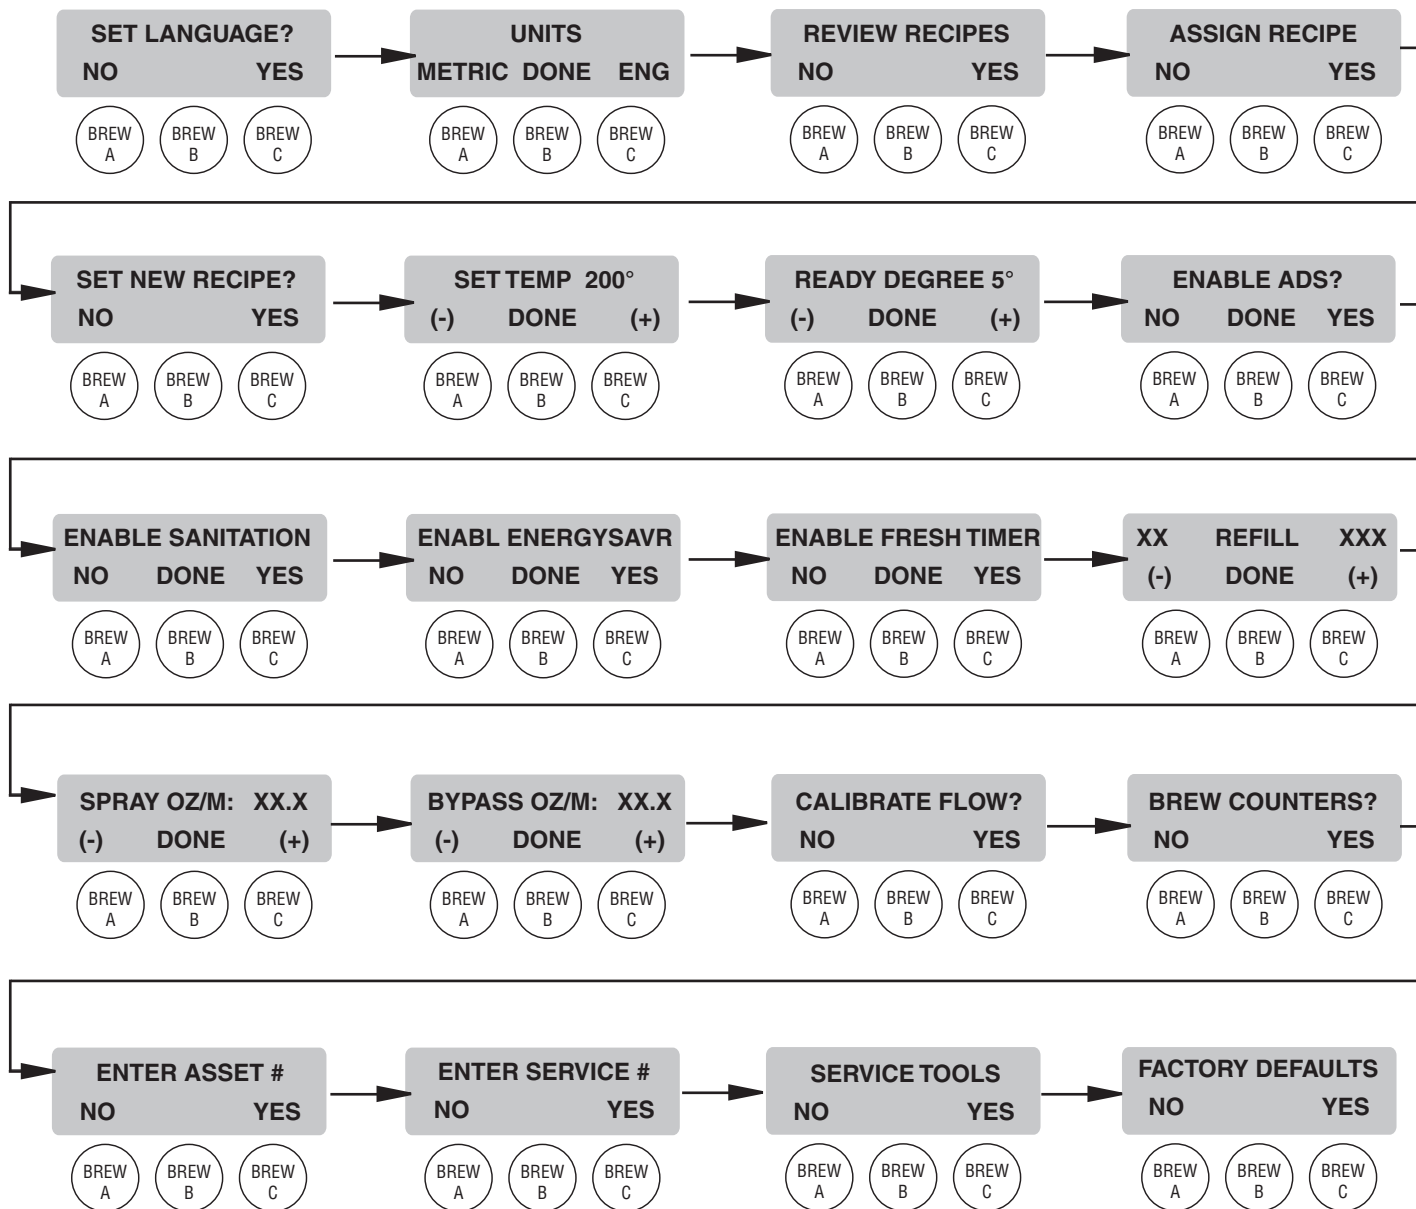 SET LANGUAGE?
NO YES
BREW A BREW B BREW C
UNITS
METRIC DONE ENG
BREW A BREW B BREW C
REVIEW RECIPES
NO YES
BREW A BREW B BREW C
ASSIGN RECIPE
NO YES
BREW A BREW B BREW C
SET NEW RECIPE?
NO YES
BREW A BREW B BREW C
SET TEMP 200°
(-) DONE (+)
BREW A BREW B BREW C
READY DEGREE 5°
(-) DONE (+)
BREW A BREW B BREW C
ENABLE ADS?
NO DONE YES
BREW A BREW B BREW C
ENABLE SANITATION
NO DONE YES
BREW A BREW B BREW C
ENABL ENERGYSAVR
NO DONE YES
BREW A BREW B BREW C
ENABLE FRESH TIMER
NO DONE YES
BREW A BREW B BREW C
XX REFILL XXX
(-) DONE (+)
BREW A BREW B BREW C
SPRAY OZ/M: XX.X
(-) DONE (+)
BREW A BREW B BREW C
BYPASS OZ/M: XX.X
(-) DONE (+)
BREW A BREW B BREW C
CALIBRATE FLOW?
NO YES
BREW A BREW B BREW C
BREW COUNTERS?
NO YES
BREW A BREW B BREW C
ENTER ASSET #
NO YES
BREW A BREW B BREW C
ENTER SERVICE #
NO YES
BREW A BREW B BREW C
SERVICE TOOLS
NO YES
BREW A BREW B BREW C
FACTORY DEFAULTS
NO YES
BREW A BREW B BREW C